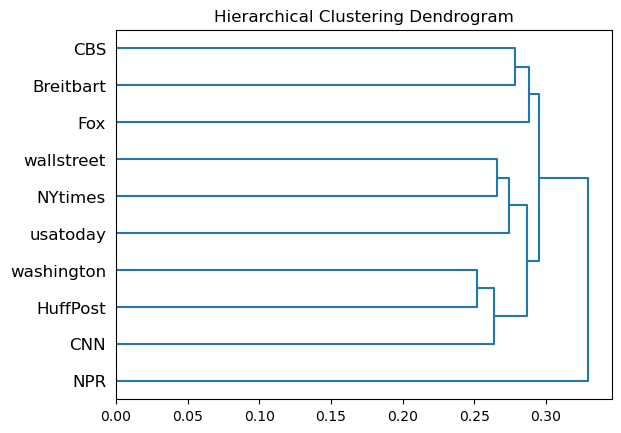 Hierarchical Clustering Dendrogram
CBS
Breitbart
Fox
wallstreet
NYtimes
usatoday
washington
HuffPost
CNN
NPR
0.00 0.05 0.10 0.15 0.20 0.25 0.30